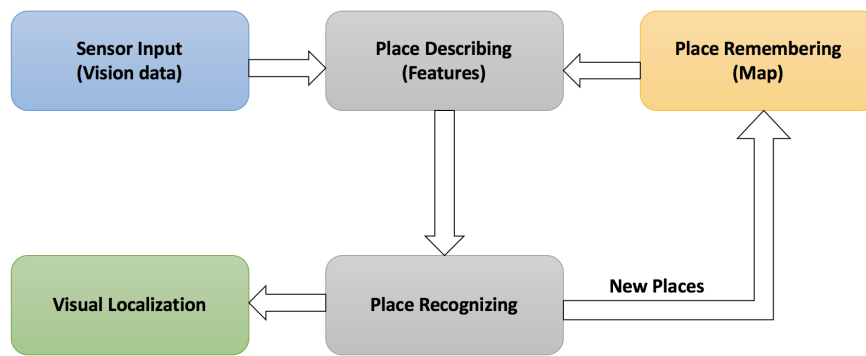 Sensor Input
(Vision data)
Place Describing
(Features)
Place Remembering
(Map)
Visual Localization
Place Recognizing
New Places